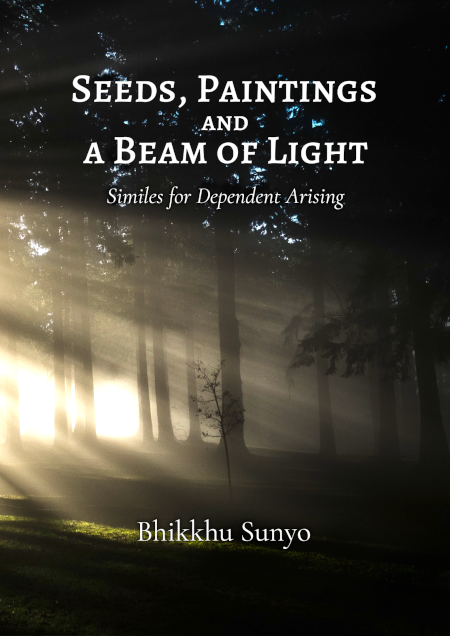 Seeds, Paintings
and
a Beam of Light
Similes for Dependent Arising
Bhikkhu Sunyo